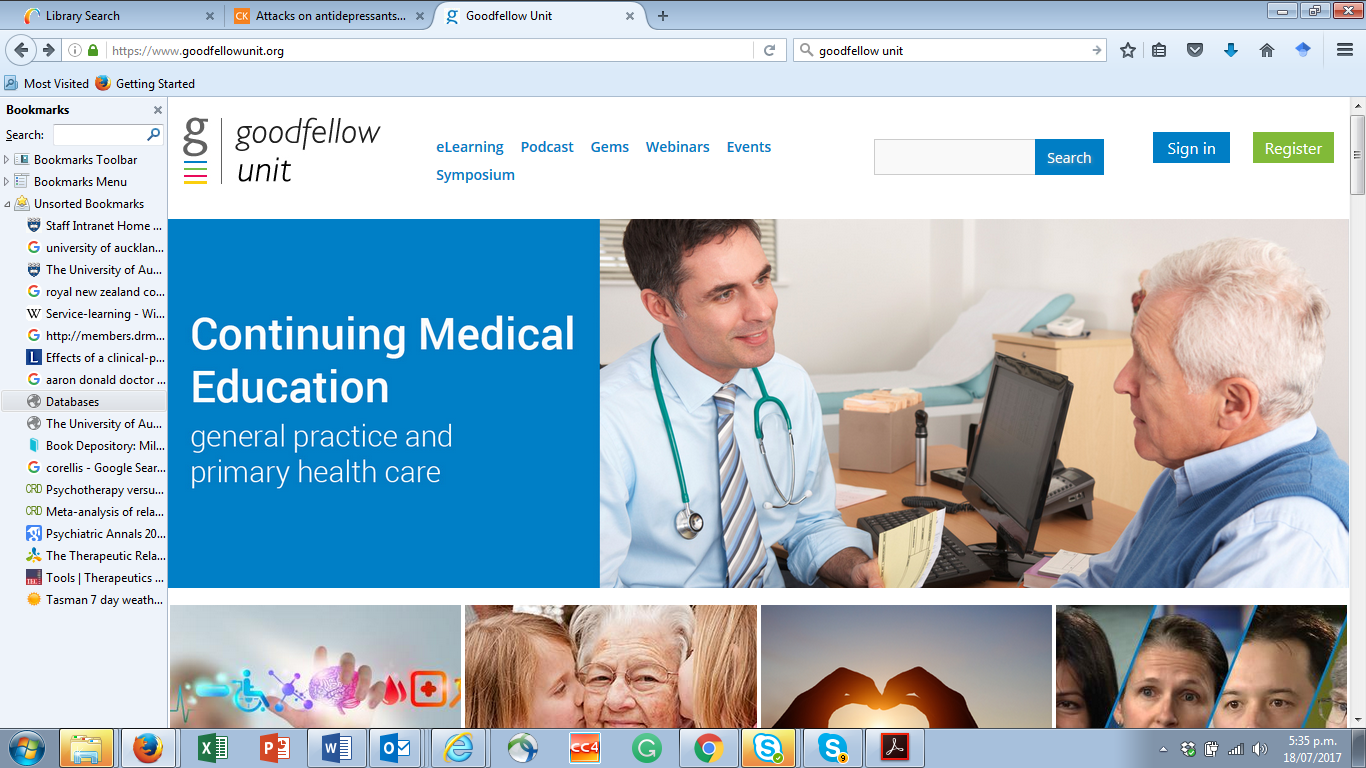 Library Search
Attacks on antidepressants...
Goodfellow Unit
https://www.goodfellowunit.org
goodfellow unit
Most Visited
Getting Started
Bookmarks
Search:
Bookmarks Toolbar
Bookmarks Menu
Unsorted Bookmarks
Staff Intranet Home ...
university of aucklan...
The University of Au...
royal new zealand co...
Service-learning - Wi...
http://members.drm...
Effects of a clinical-p...
aaron donald doctor ...
Databases
The University of Au...
Book Depository: Mil...
corellis - Google Sear...
Psychotherapy versu...
Meta-analysis of rela...
Psychiatric Annals 20...
The Therapeutic Rela...
Tools | Therapeutics ...
Tasman 7 day weath...
g goodfellow
unit
eLearning Podcast Gems Webinars Events
Symposium
Search
Sign in
Register
Continuing Medical
Education
general practice and
primary health care
5:35 p.m.
18/07/2017